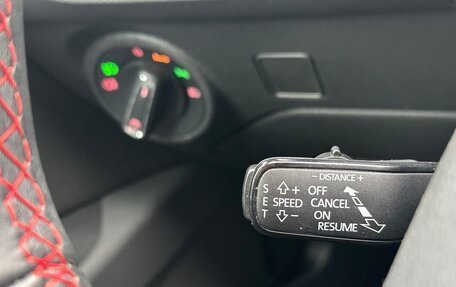 − DISTANCE +
S + OFF
E SPEED CANCEL
T − ON
RESUME